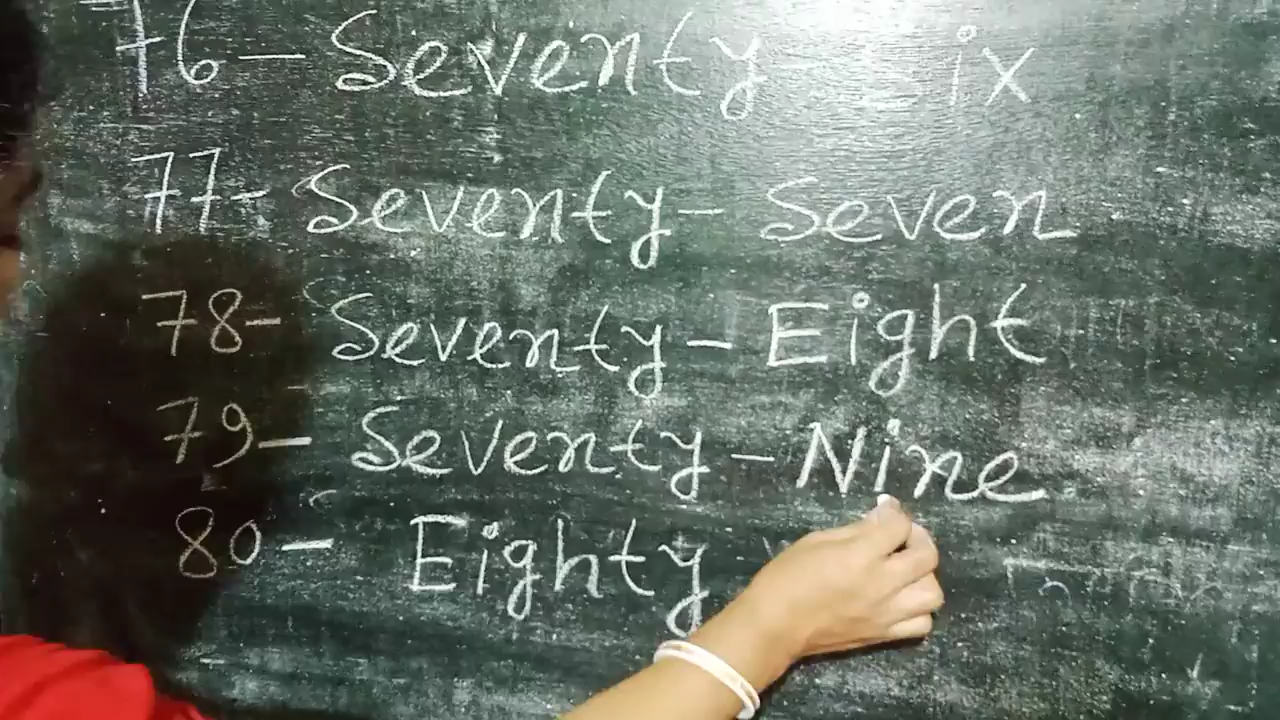 76 - Seventy - Six
77 - Seventy - Seven
78 - Seventy - Eight
79 - Seventy - Nine
80 - Eighty